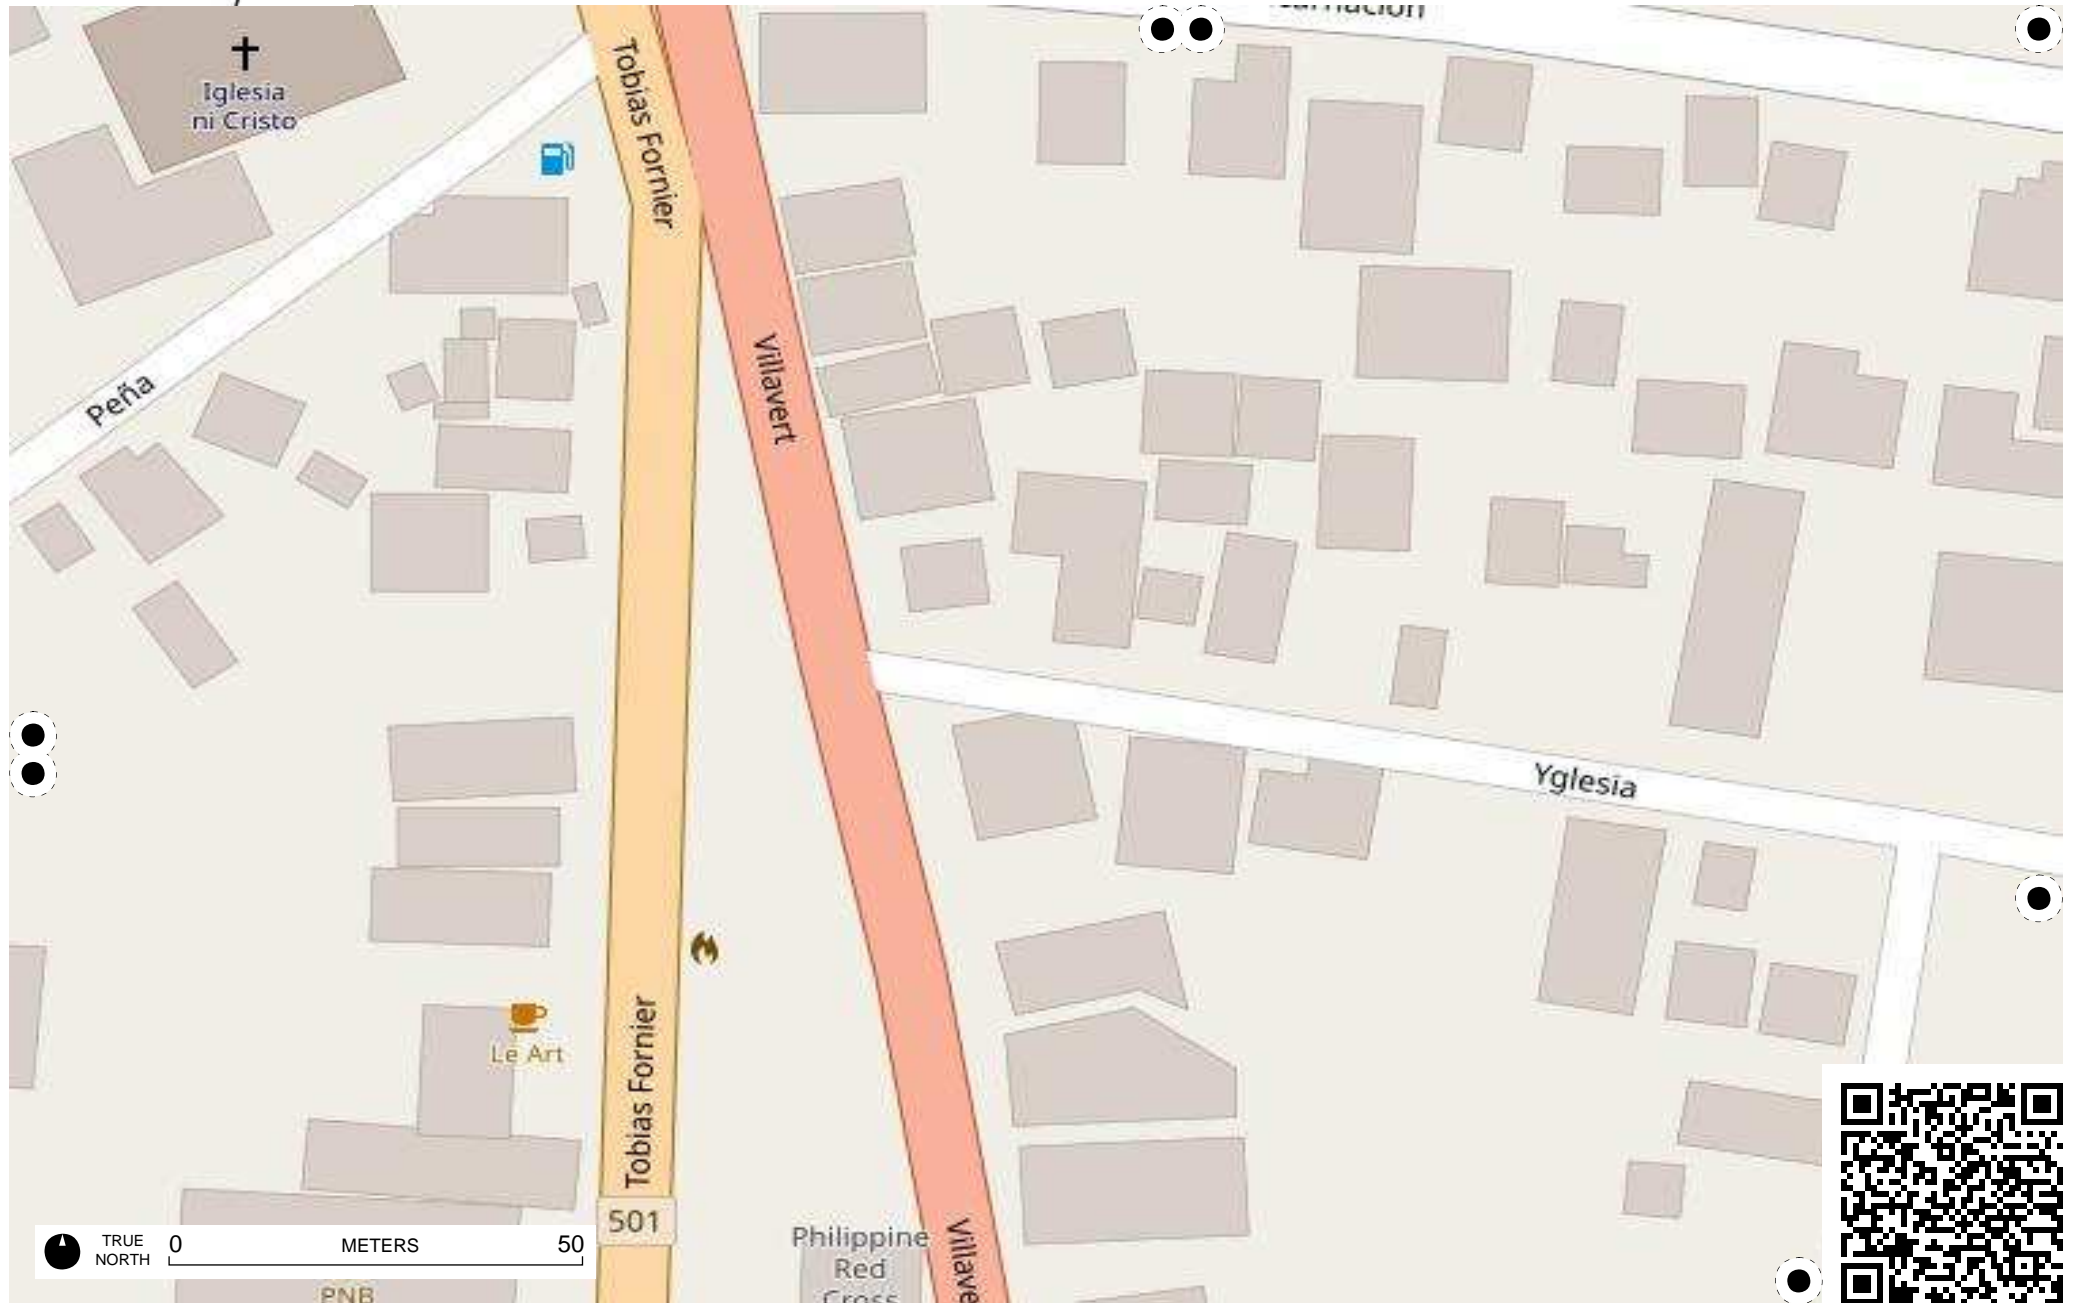 Iglesia
ni Cristo
Tobias Fornier
Peña
Villavert
Yglesia
Le Art
Tobias Fornier
501
Philippine
Red
Cross
TRUE
NORTH
0
METERS
50
PNB